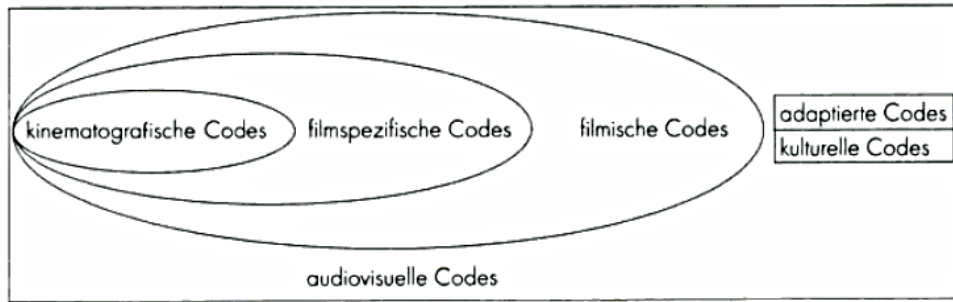 kinematografische Codes
filmspezifische Codes
filmische Codes
adaptierte Codes
kulturelle Codes
audiovisuelle Codes